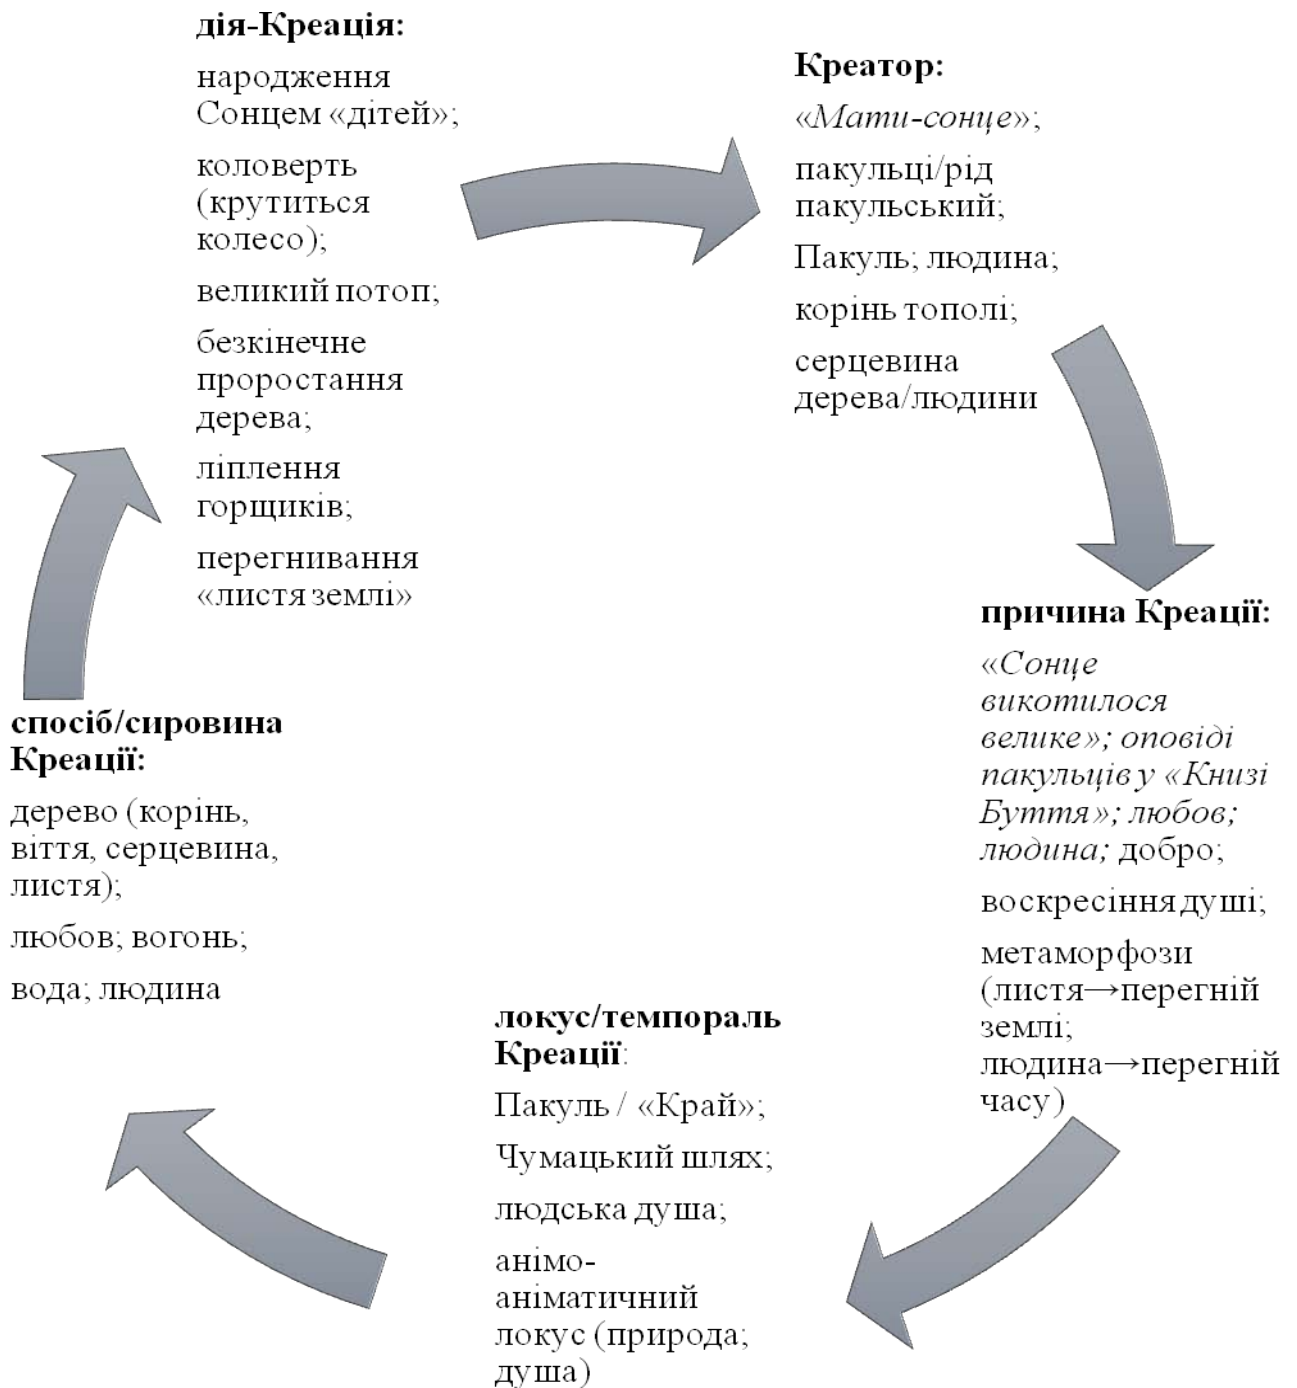 дія-Креація:
народження
Сонцем «дітей»;
коловерть
(крутиться
колесо);
великий потоп;
безкінечне
проростання
дерева;
ліплення
горщиків;
перегнивання
«листя землі»
Креатор:
«Мати-сонце»;
пакульці/рід
пакульський;
Пакуль; людина;
корінь тополі;
серцевина
дерева/людини
причина Креації:
«Сонце
викотилося
велике»; оповіді
пакульців у «Книзі
Буття»; любов;
людина; добро;
воскресіння душі;
метаморфози
(листя→перегній
землі;
людина→перегній
часу)
локус/темпораль
Креації:
Пакуль / «Край»;
Чумацький шлях;
людська душа;
анімо-
аніматичний
локус (природа;
душа)
спосіб/сировина
Креації:
дерево (корінь,
віття, серцевина,
листя);
любов; вогонь;
вода; людина